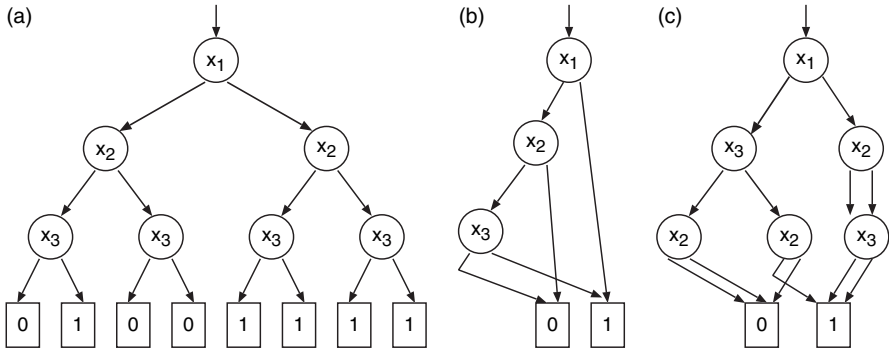 (a) (b) (c)
x1 x1 x1
x2 x2 x2 x3 x2
x3 x3 x3 x3 x3 x2 x2 x3
0 1 0 0 1 1 1 1 0 1 0 1